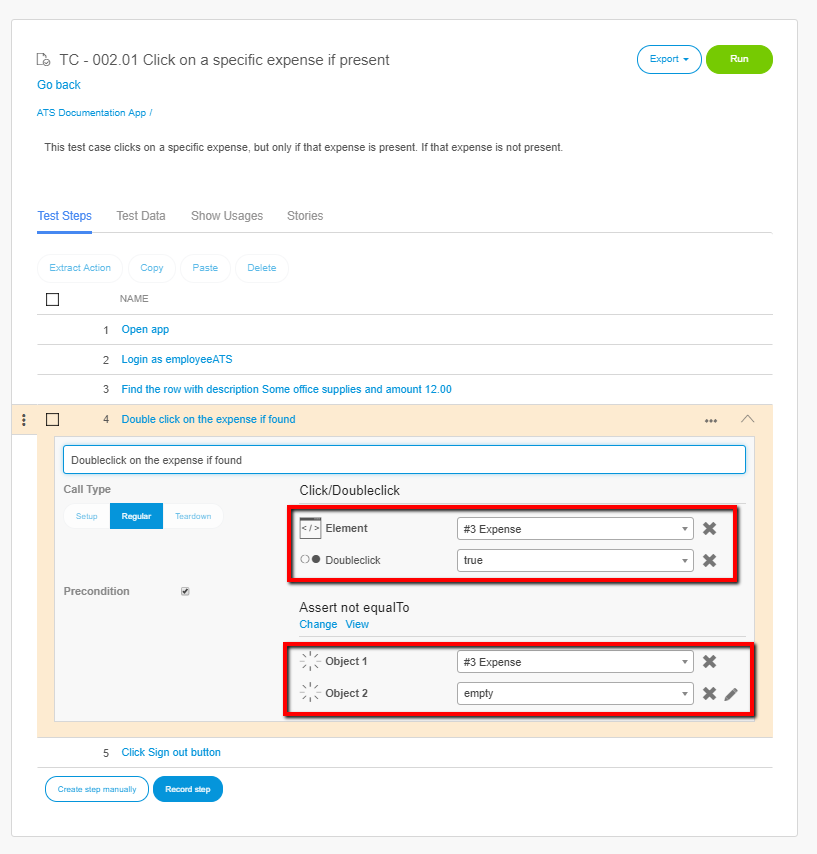 TC - 002.01 Click on a specific expense if present
Export
Run
Go back
ATS Documentation App /
This test case clicks on a specific expense, but only if that expense is present. If that expense is not present.
Test Steps
Test Data
Show Usages
Stories
Extract Action
Copy
Paste
Delete
NAME
1 Open app
2 Login as employeeATS
3 Find the row with description Some office supplies and amount 12.00
4 Double click on the expense if found
Doubleclick on the expense if found
Call Type
Setup
Regular
Teardown
Click/Doubleclick
</> Element
#3 Expense
Doubleclick
true
Precondition
Assert not equalTo
Change View
Object 1
#3 Expense
Object 2
empty
5 Click Sign out button
Create step manually
Record step